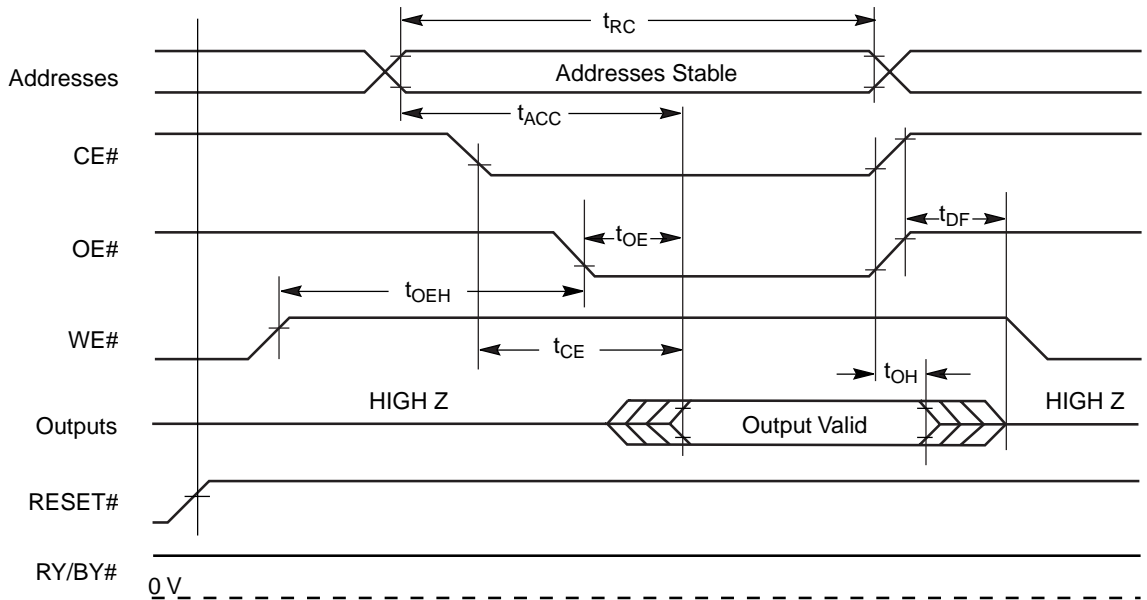 tRC
Addresses
Addresses Stable
tACC
CE#
tDF
OE#
tOE
tOEH
WE#
tCE
tOH
HIGH Z
HIGH Z
Outputs
Output Valid
RESET#
RY/BY#
0 V